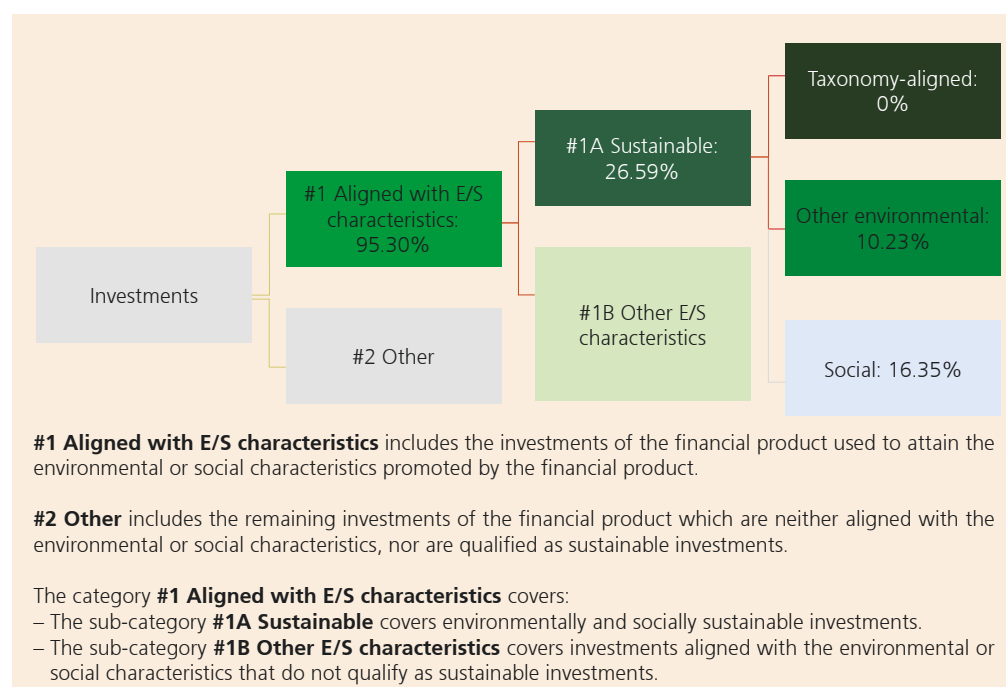 Taxonomy-aligned:
0%
#1A Sustainable:
26.59%
#1 Aligned with E/S
characteristics:
95.30%
Other environmental:
10.23%
Investments
#1B Other E/S
characteristics
#2 Other
Social: 16.35%
#1 Aligned with E/S characteristics includes the investments of the financial product used to attain the
environmental or social characteristics promoted by the financial product.
#2 Other includes the remaining investments of the financial product which are neither aligned with the
environmental or social characteristics, nor are qualified as sustainable investments.
The category #1 Aligned with E/S characteristics covers:
– The sub-category #1A Sustainable covers environmentally and socially sustainable investments.
– The sub-category #1B Other E/S characteristics covers investments aligned with the environmental or
social characteristics that do not qualify as sustainable investments.